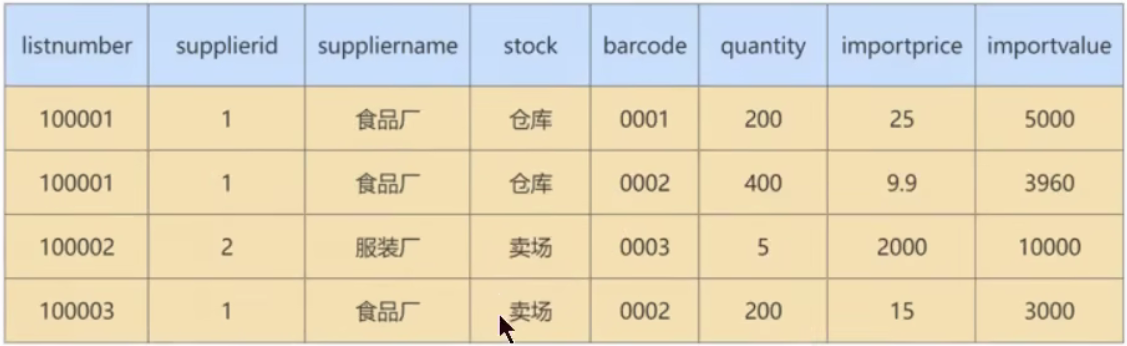 listnumber supplierid suppliername stock barcode quantity importprice importvalue
100001 1 食品厂 仓库 0001 200 25 5000
100001 1 食品厂 仓库 0002 400 9.9 3960
100002 2 服装厂 卖场 0003 5 2000 10000
100003 1 食品厂 卖场 0002 200 15 3000